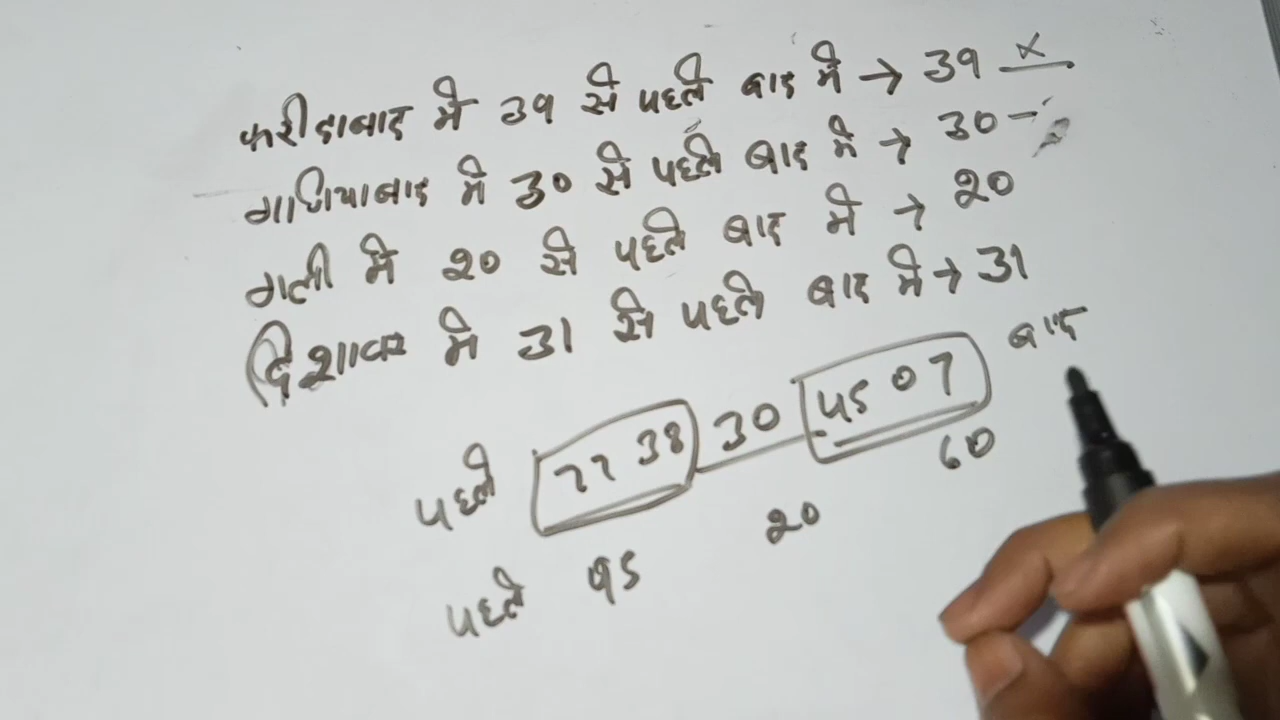 फरीदाबाद में 39 से पहले बाद में → 39 ×
गाजियाबाद में 30 से पहले बाद में → 30 -
गली में 20 से पहले बाद में → 20
दिशावर में 31 से पहले बाद में → 31
पहले 77 38 30 45 07 बाद
पहले 95 20 60